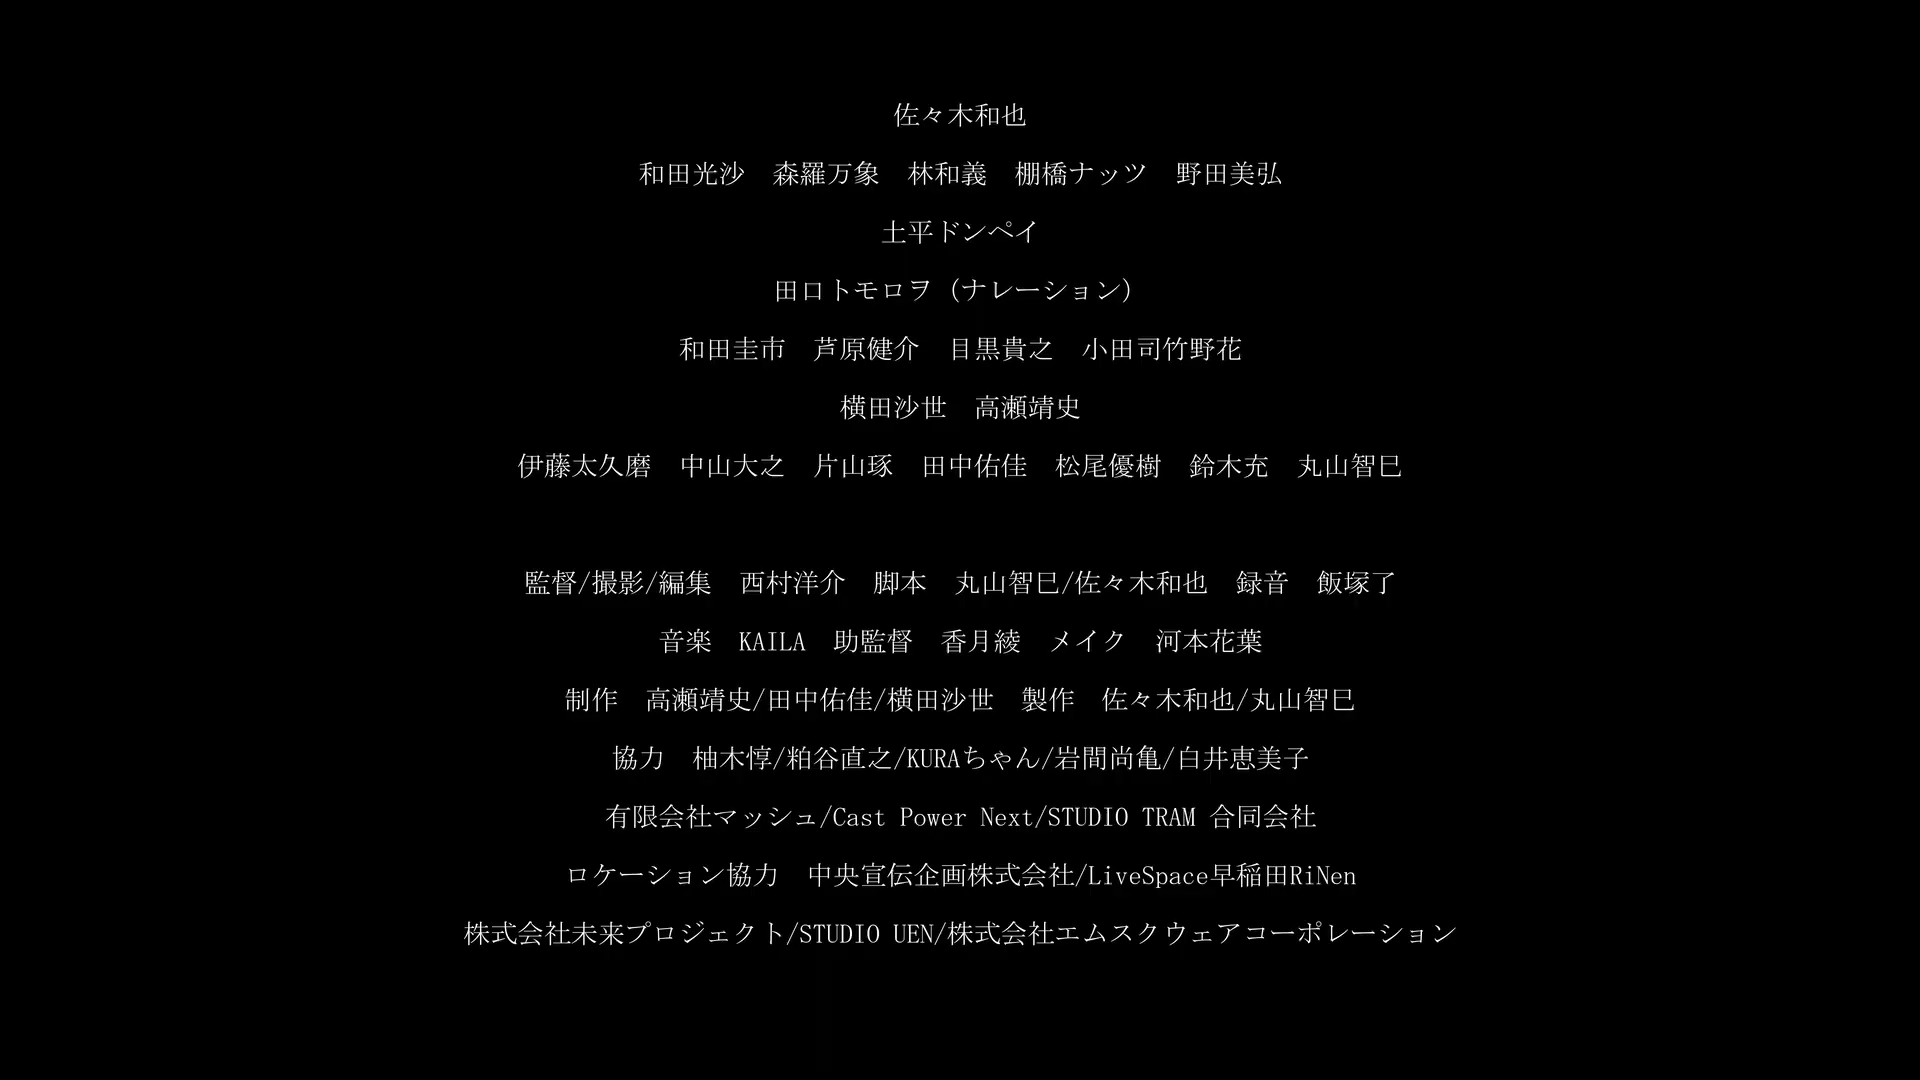 佐々木和也
和田光沙　森羅万象　林和義　棚橋ナッツ　野田美弘
土平ドンペイ
田口トモロヲ（ナレーション）
和田圭市　芦原健介　目黒貴之　小田司竹野花
横田沙世　高瀬靖史
伊藤太久磨　中山大之　片山琢　田中佑佳　松尾優樹　鈴木充　丸山智巳
監督/撮影/編集　西村洋介　脚本　丸山智巳/佐々木和也　録音　飯塚了
音楽　KAILA　助監督　香月綾　メイク　河本花葉
制作　高瀬靖史/田中佑佳/横田沙世　製作　佐々木和也/丸山智巳
協力　柚木惇/粕谷直之/KURAちゃん/岩間尚亀/白井恵美子
有限会社マッシュ/Cast Power Next/STUDIO TRAM 合同会社
ロケーション協力　中央宣伝企画株式会社/LiveSpace早稲田RiNen
株式会社未来プロジェクト/STUDIO UEN/株式会社エムスクウェアコーポレーション